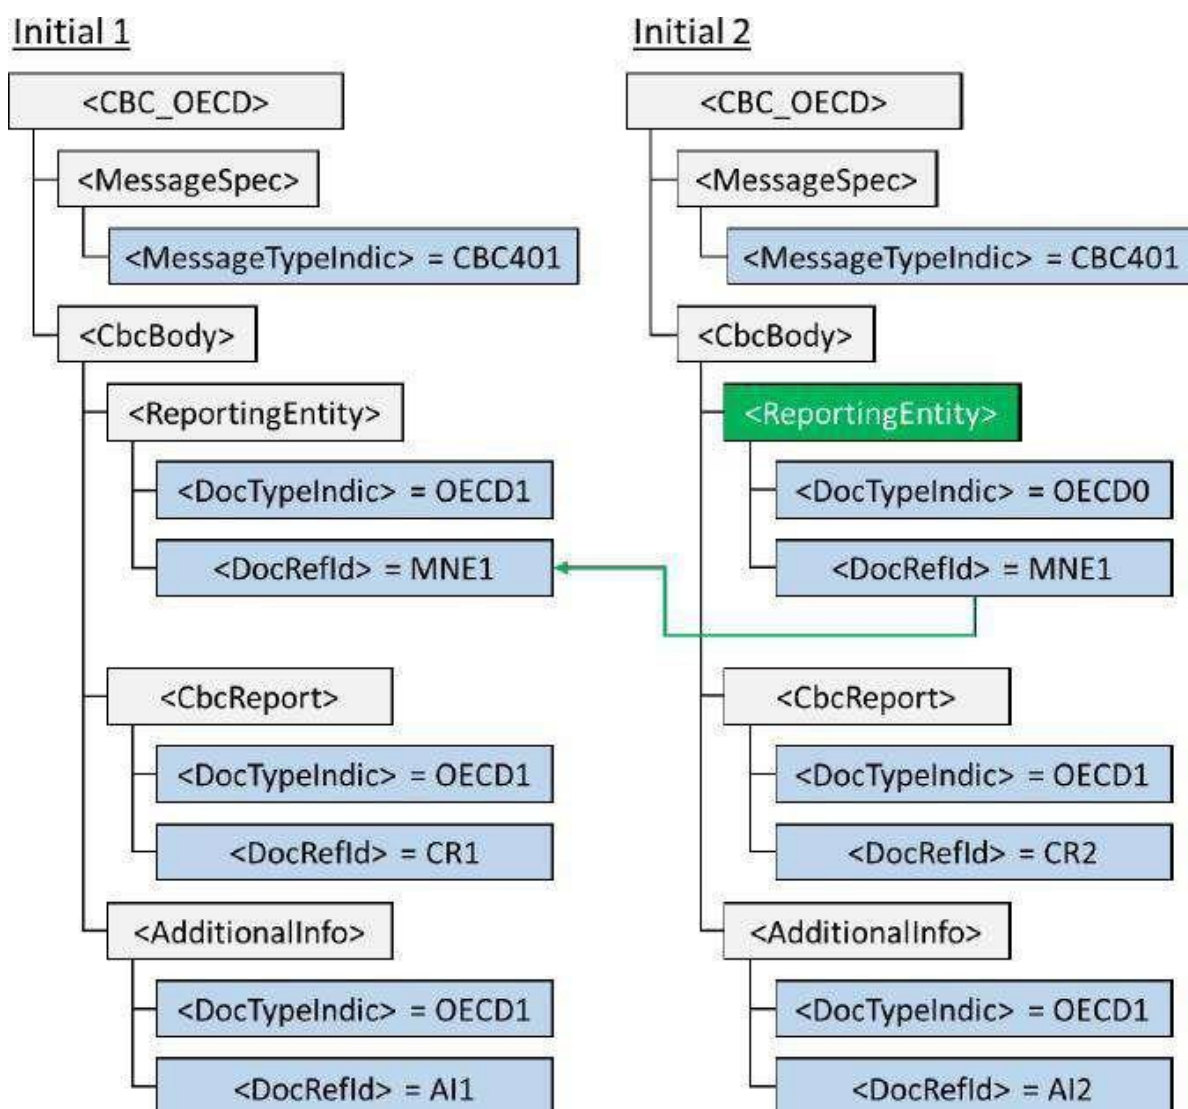 Initial 1
<CBC_OECD>
<MessageSpec>
<MessageTypeIndic> = CBC401
<CbcBody>
<ReportingEntity>
<DocTypeIndic> = OECD1
<DocRefId> = MNE1
<CbcReport>
<DocTypeIndic> = OECD1
<DocRefId> = CR1
<AdditionalInfo>
<DocTypeIndic> = OECD1
<DocRefId> = AI1
Initial 2
<CBC_OECD>
<MessageSpec>
<MessageTypeIndic> = CBC401
<CbcBody>
<ReportingEntity>
<DocTypeIndic> = OECD0
<DocRefId> = MNE1
<CbcReport>
<DocTypeIndic> = OECD1
<DocRefId> = CR2
<AdditionalInfo>
<DocTypeIndic> = OECD1
<DocRefId> = AI2